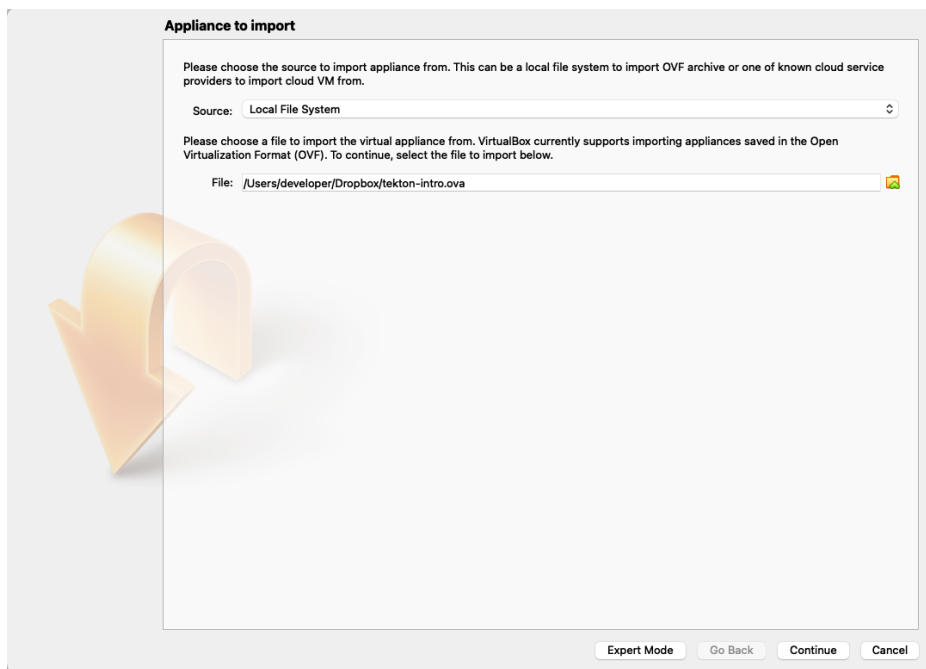 Appliance to import
Please choose the source to import appliance from. This can be a local file system to import OVF archive or one of known cloud service
providers to import cloud VM from.
Source: Local File System
Please choose a file to import the virtual appliance from. VirtualBox currently supports importing appliances saved in the Open
Virtualization Format (OVF). To continue, select the file to import below.
File: /Users/developer/Dropbox/tekton-intro.ova
Expert Mode Go Back Continue Cancel